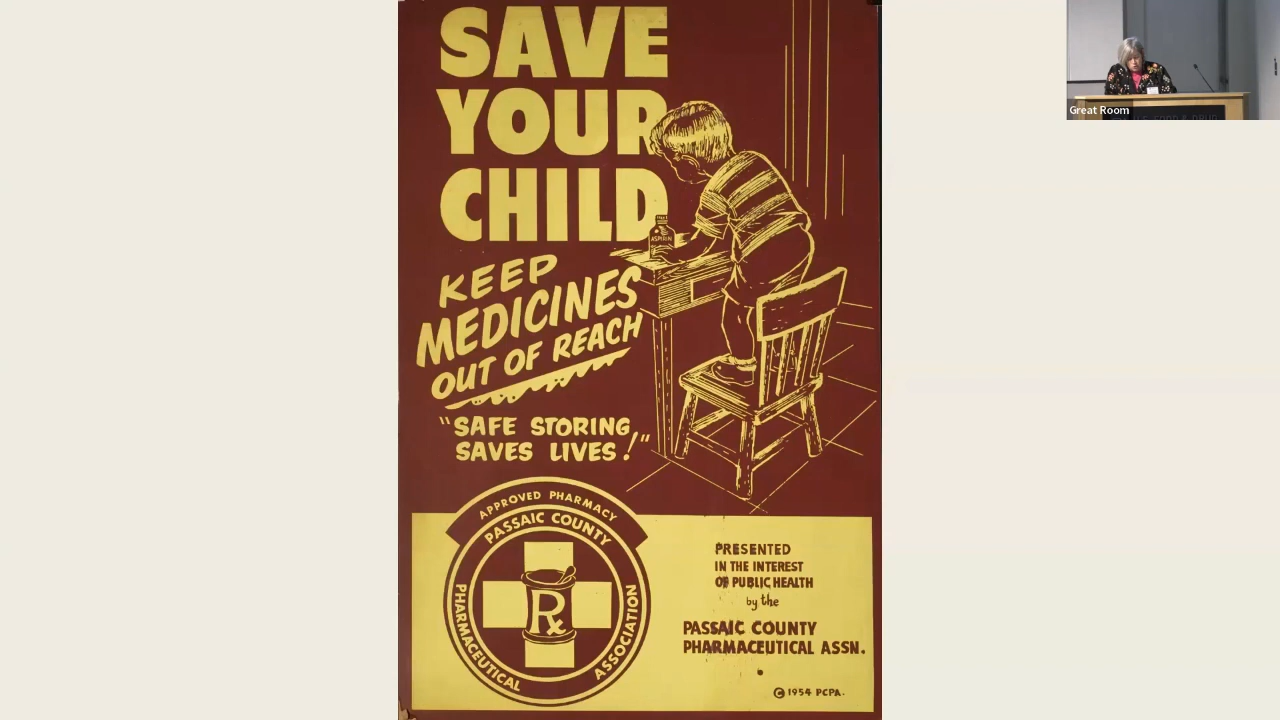 SAVE
YOUR
CHILD
ASPIRIN
KEEP
MEDICINES
OUT OF REACH
"SAFE STORING
SAVES LIVES!"
APPROVED PHARMACY
PASSAIC COUNTY
PHARMACEUTICAL
ASSOCIATION
Rx
PRESENTED
IN THE INTEREST
OF PUBLIC HEALTH
by the
PASSAIC COUNTY
PHARMACEUTICAL ASSN.
© 1954 PCPA.
Great Room